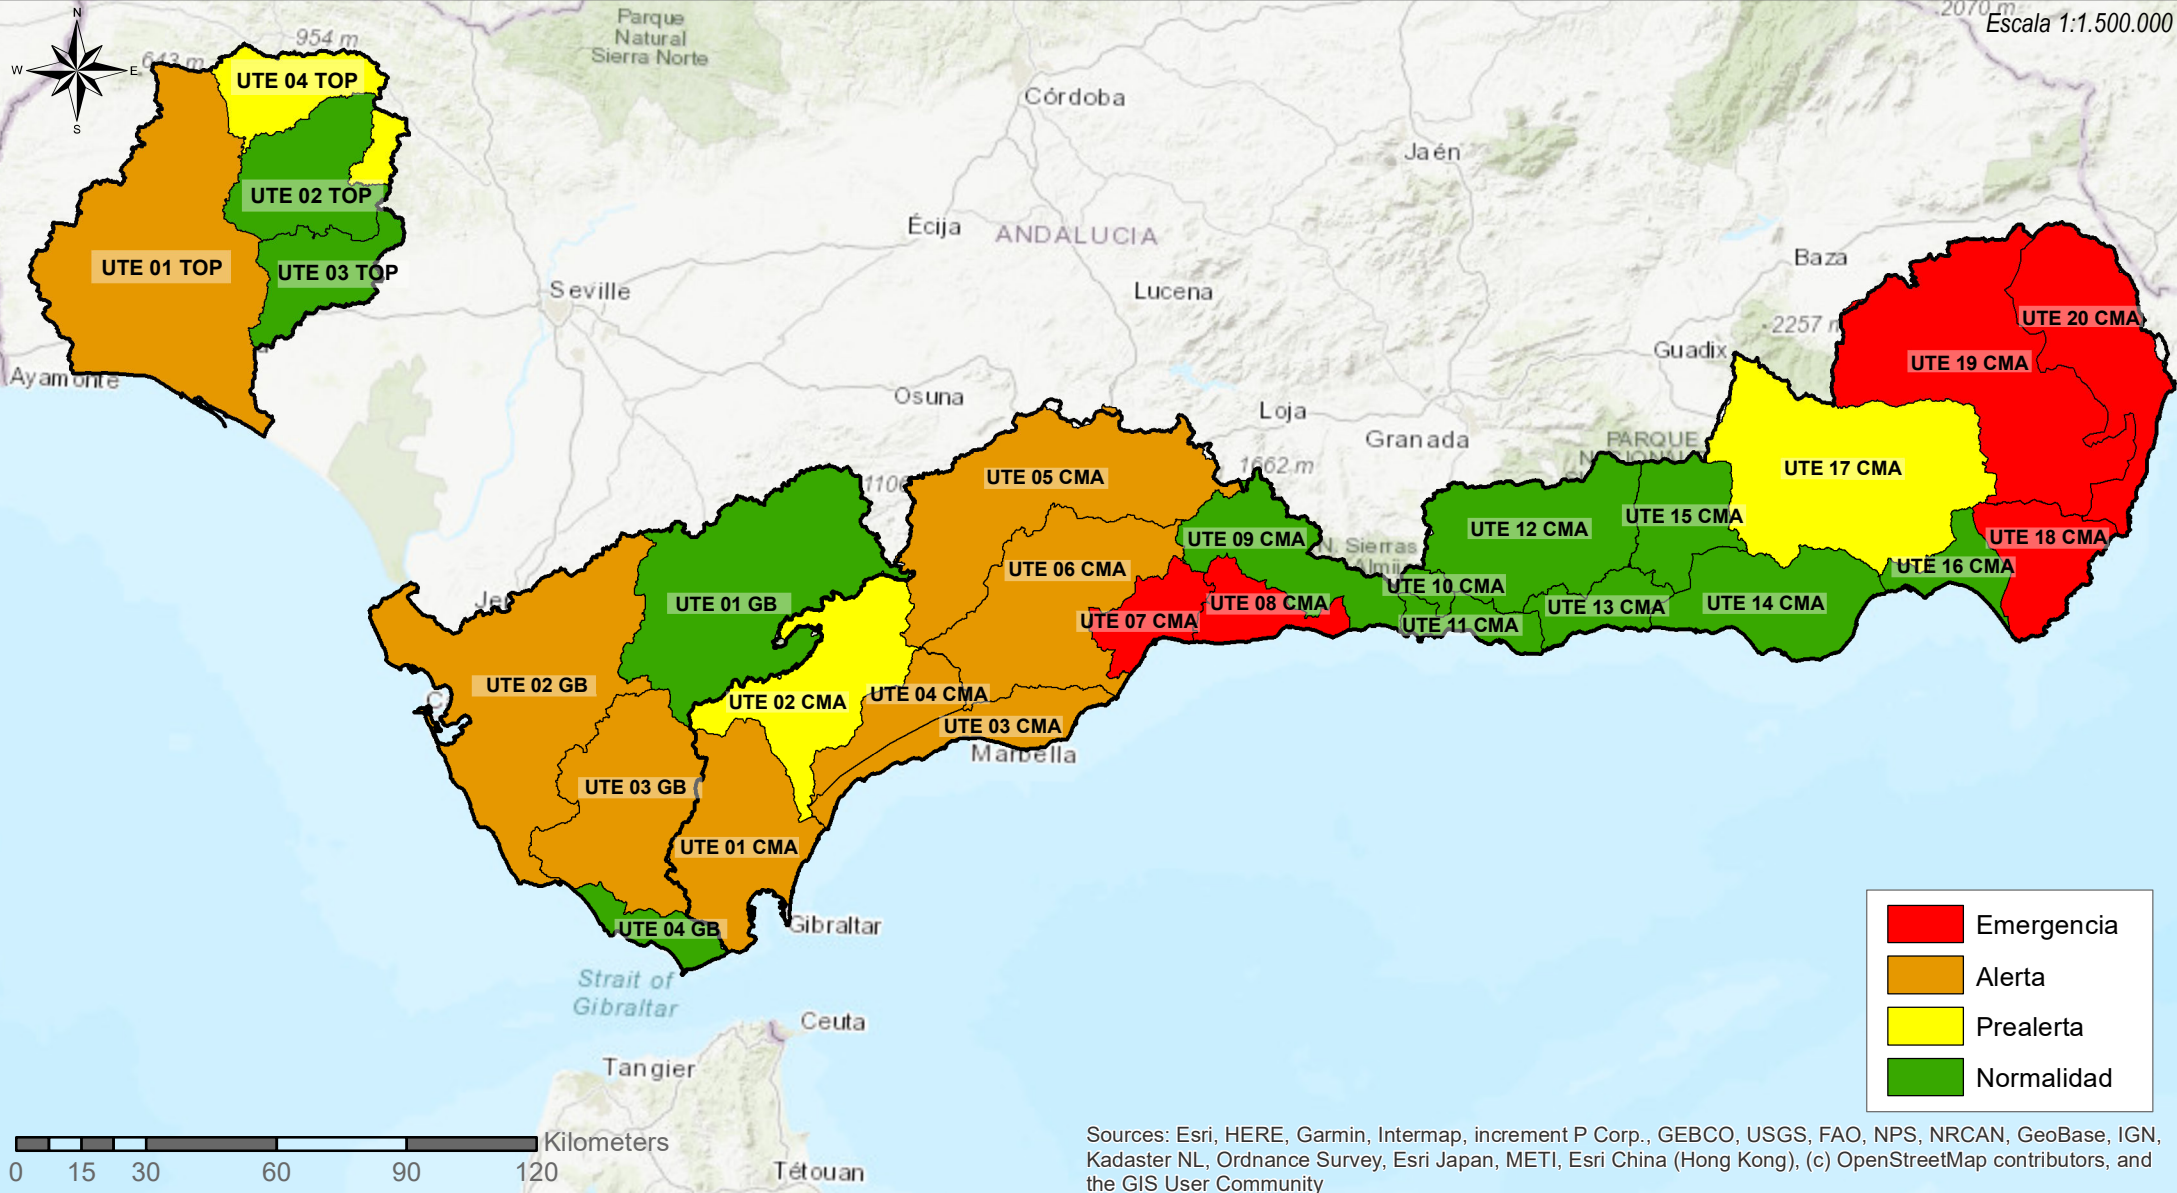 N
W
E
S
Escala 1:1.500.000
2070 m
954 m
643 m
Parque
Natural
Sierra Norte
UTE 04 TOP
Córdoba
Jaén
UTE 02 TOP
Écija
ANDALUCIA
UTE 01 TOP
UTE 03 TOP
Baza
Seville
Lucena
UTE 20 CMA
2257 m
Guadix
UTE 19 CMA
Ayamonte
Osuna
Loja
Granada
PARQUE
1662 m
UTE 17 CMA
UTE 05 CMA
1106
UTE 15 CMA
UTE 12 CMA
UTE 18 CMA
UTE 09 CMA
N. Sierras
UTE 06 CMA
UTE 16 CMA
UTE 10 CMA
UTE 01 GB
UTE 08 CMA
UTE 13 CMA
UTE 14 CMA
UTE 07 CMA
UTE 11 CMA
UTE 02 GB
UTE 04 CMA
UTE 02 CMA
UTE 03 CMA
Marbella
UTE 03 GB
UTE 01 CMA
UTE 04 GB
Gibraltar
Strait of
Gibraltar
Ceuta
Tangier
Tétouan
Emergencia
Alerta
Prealerta
Normalidad
Kilometers
0 15 30 60 90 120
Sources: Esri, HERE, Garmin, Intermap, increment P Corp., GEBCO, USGS, FAO, NPS, NRCAN, GeoBase, IGN,
Kadaster NL, Ordnance Survey, Esri Japan, METI, Esri China (Hong Kong), (c) OpenStreetMap contributors, and
the GIS User Community